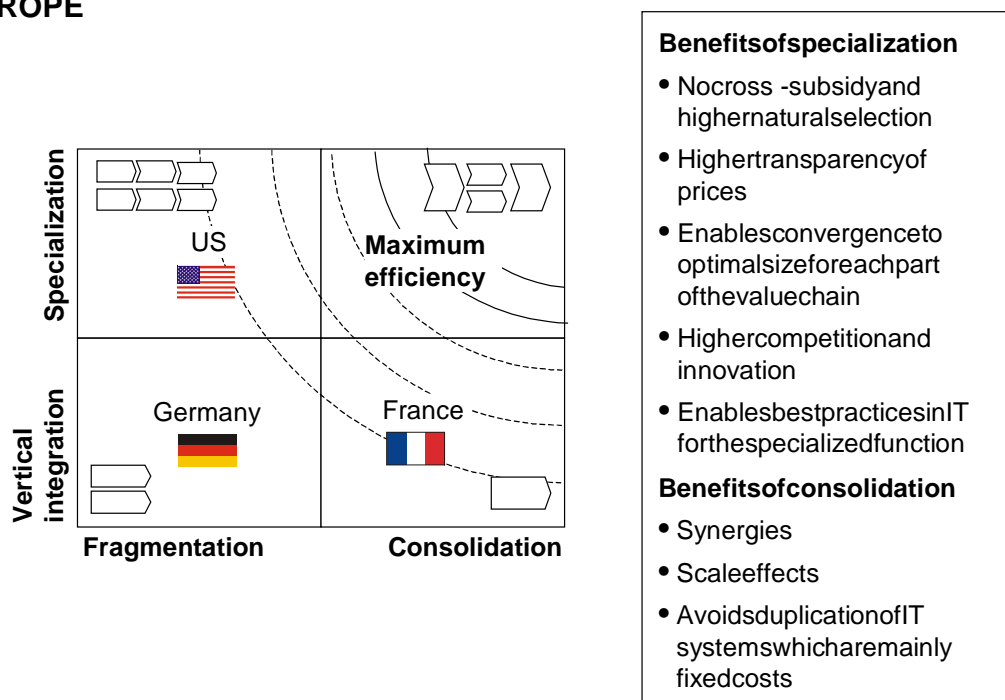 ROPE
Specialization
US
Maximum
efficiency
Vertical
integration
Germany
France
Fragmentation
Consolidation
Benefitsofspecialization
• Nocross -subsidyand
highernaturalselection
• Highertransparencyof
prices
• Enablesconvergenceto
optimalsizeforeachpart
ofthevaluechain
• Highercompetitionand
innovation
• EnablesbestpracticesinIT
forthespecializedfunction
Benefitsofconsolidation
• Synergies
• Scaleeffects
• AvoidsduplicationofIT
systemswhicharemainly
fixedcosts